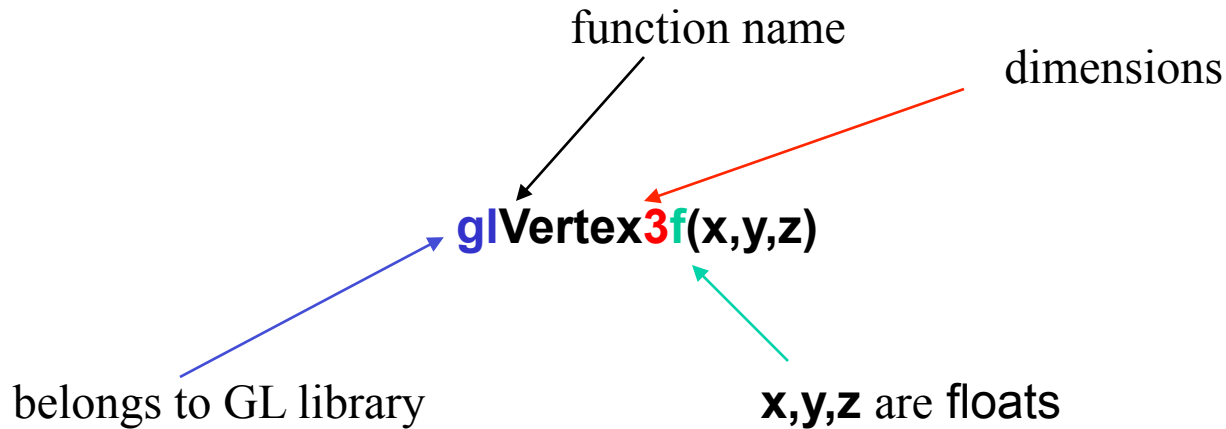 function name
dimensions
glVertex3f(x,y,z)
belongs to GL library
x,y,z are floats